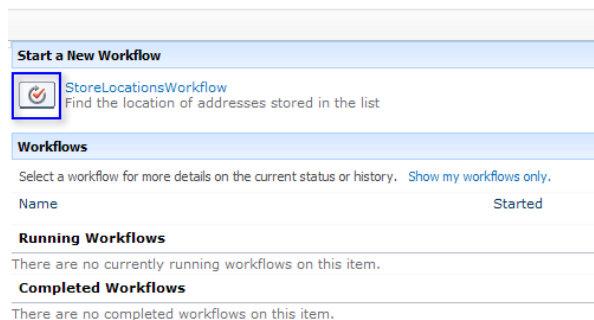 Start a New Workflow
StoreLocationsWorkflow
Find the location of addresses stored in the list
Workflows
Select a workflow for more details on the current status or history. Show my workflows only.
Name Started
Running Workflows
There are no currently running workflows on this item.
Completed Workflows
There are no completed workflows on this item.